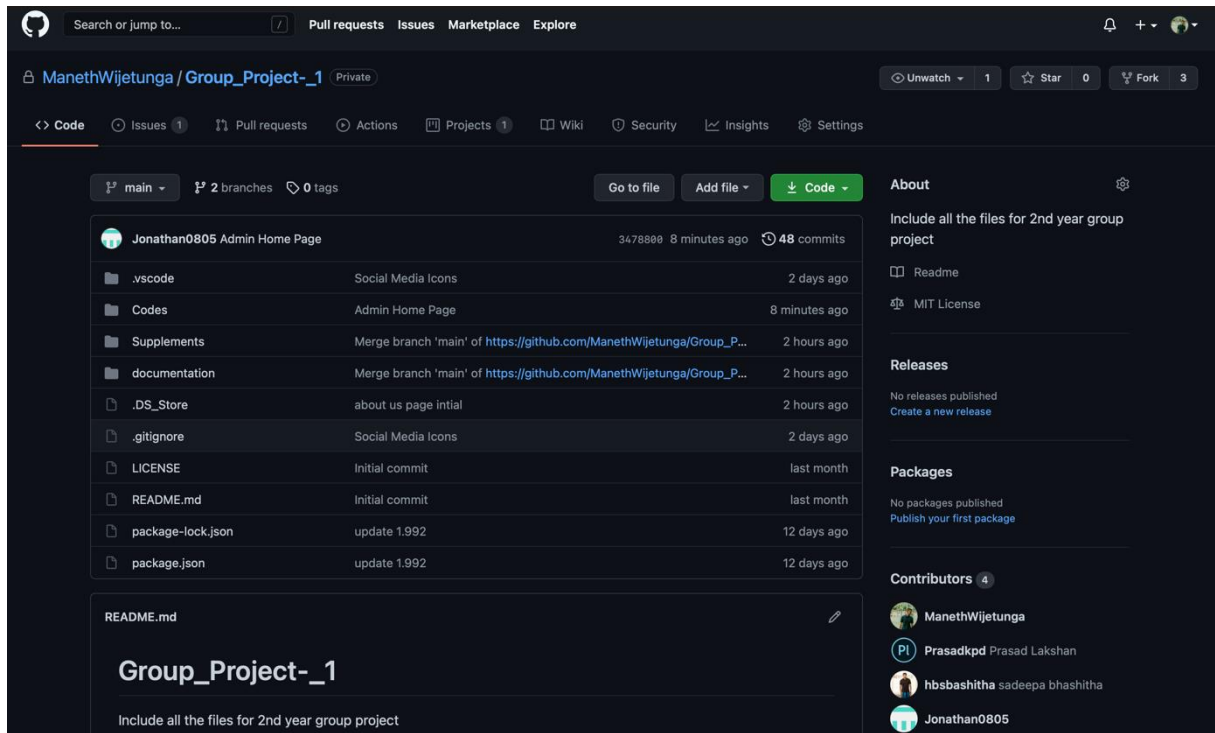 Search or jump to... / Pull requests Issues Marketplace Explore
ManethWijetunga / Group_Project-_1 Private Unwatch 1 Star 0 Fork 3
<> Code Issues 1 Pull requests Actions Projects 1 Wiki Security Insights Settings
main 2 branches 0 tags Go to file Add file Code
Jonathan0805 Admin Home Page 3478800 8 minutes ago 48 commits
.vscode Social Media Icons 2 days ago
Codes Admin Home Page 8 minutes ago
Supplements Merge branch 'main' of https://github.com/ManethWijetunga/Group_P... 2 hours ago
documentation Merge branch 'main' of https://github.com/ManethWijetunga/Group_P... 2 hours ago
.DS_Store about us page intial 2 hours ago
.gitignore Social Media Icons 2 days ago
LICENSE Initial commit last month
README.md Initial commit last month
package-lock.json update 1.992 12 days ago
package.json update 1.992 12 days ago
README.md
Group_Project-_1
Include all the files for 2nd year group project
About
Include all the files for 2nd year group
project
Readme
MIT License
Releases
No releases published
Create a new release
Packages
No packages published
Publish your first package
Contributors 4
ManethWijetunga
PI Prasadkpd Prasad Lakshan
hbsbashitha sadeepa bhashitha
Jonathan0805